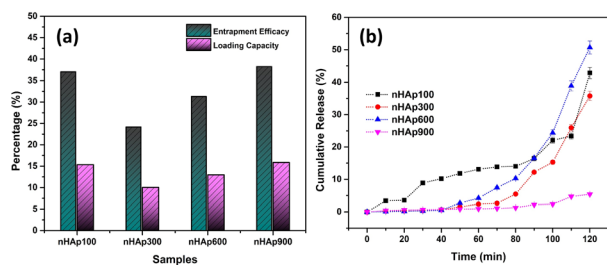 (a)
Entrapment Efficacy
Loading Capacity
Percentage (%)
50
45
40
35
30
25
20
15
10
5
0
nHAp100 nHAp300 nHAp600 nHAp900
Samples
(b)
nHAp100
nHAp300
nHAp600
nHAp900
Cumulative Release (%)
60
50
40
30
20
10
0
0 20 40 60 80 100 120
Time (min)